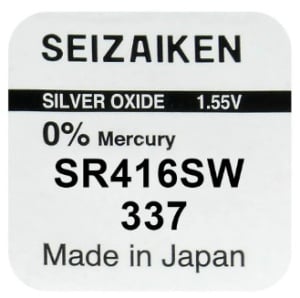 SEIZAIKEN
SILVER OXIDE 1.55V
0% Mercury
SR416SW
337
Made in Japan